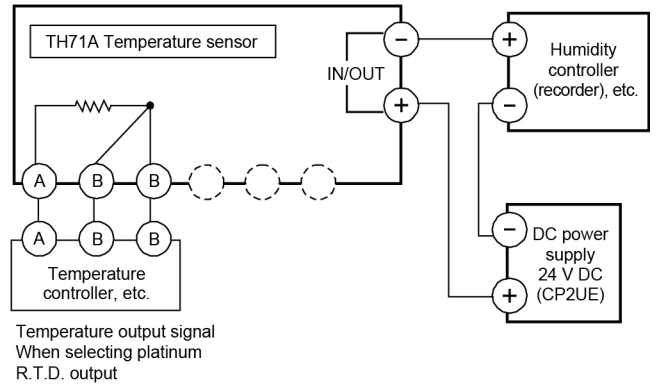 TH71A Temperature sensor
IN/OUT
−
+
+
−
Humidity
controller
(recorder), etc.
A
B
B
A
B
B
Temperature
controller, etc.
−
+
DC power
supply
24 V DC
(CP2UE)
Temperature output signal
When selecting platinum
R.T.D. output